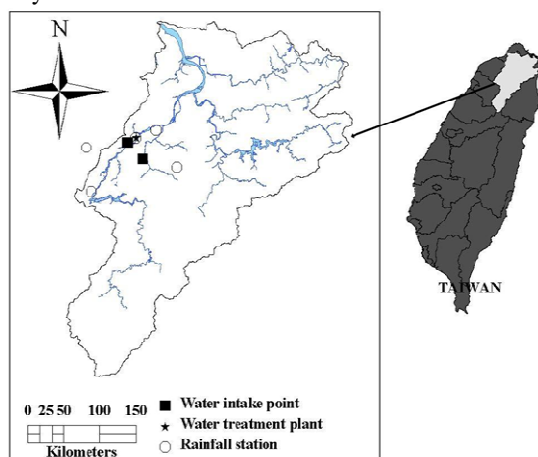 N
TAIWAN
0 25 50 100 150
Kilometers
Water intake point
Water treatment plant
Rainfall station